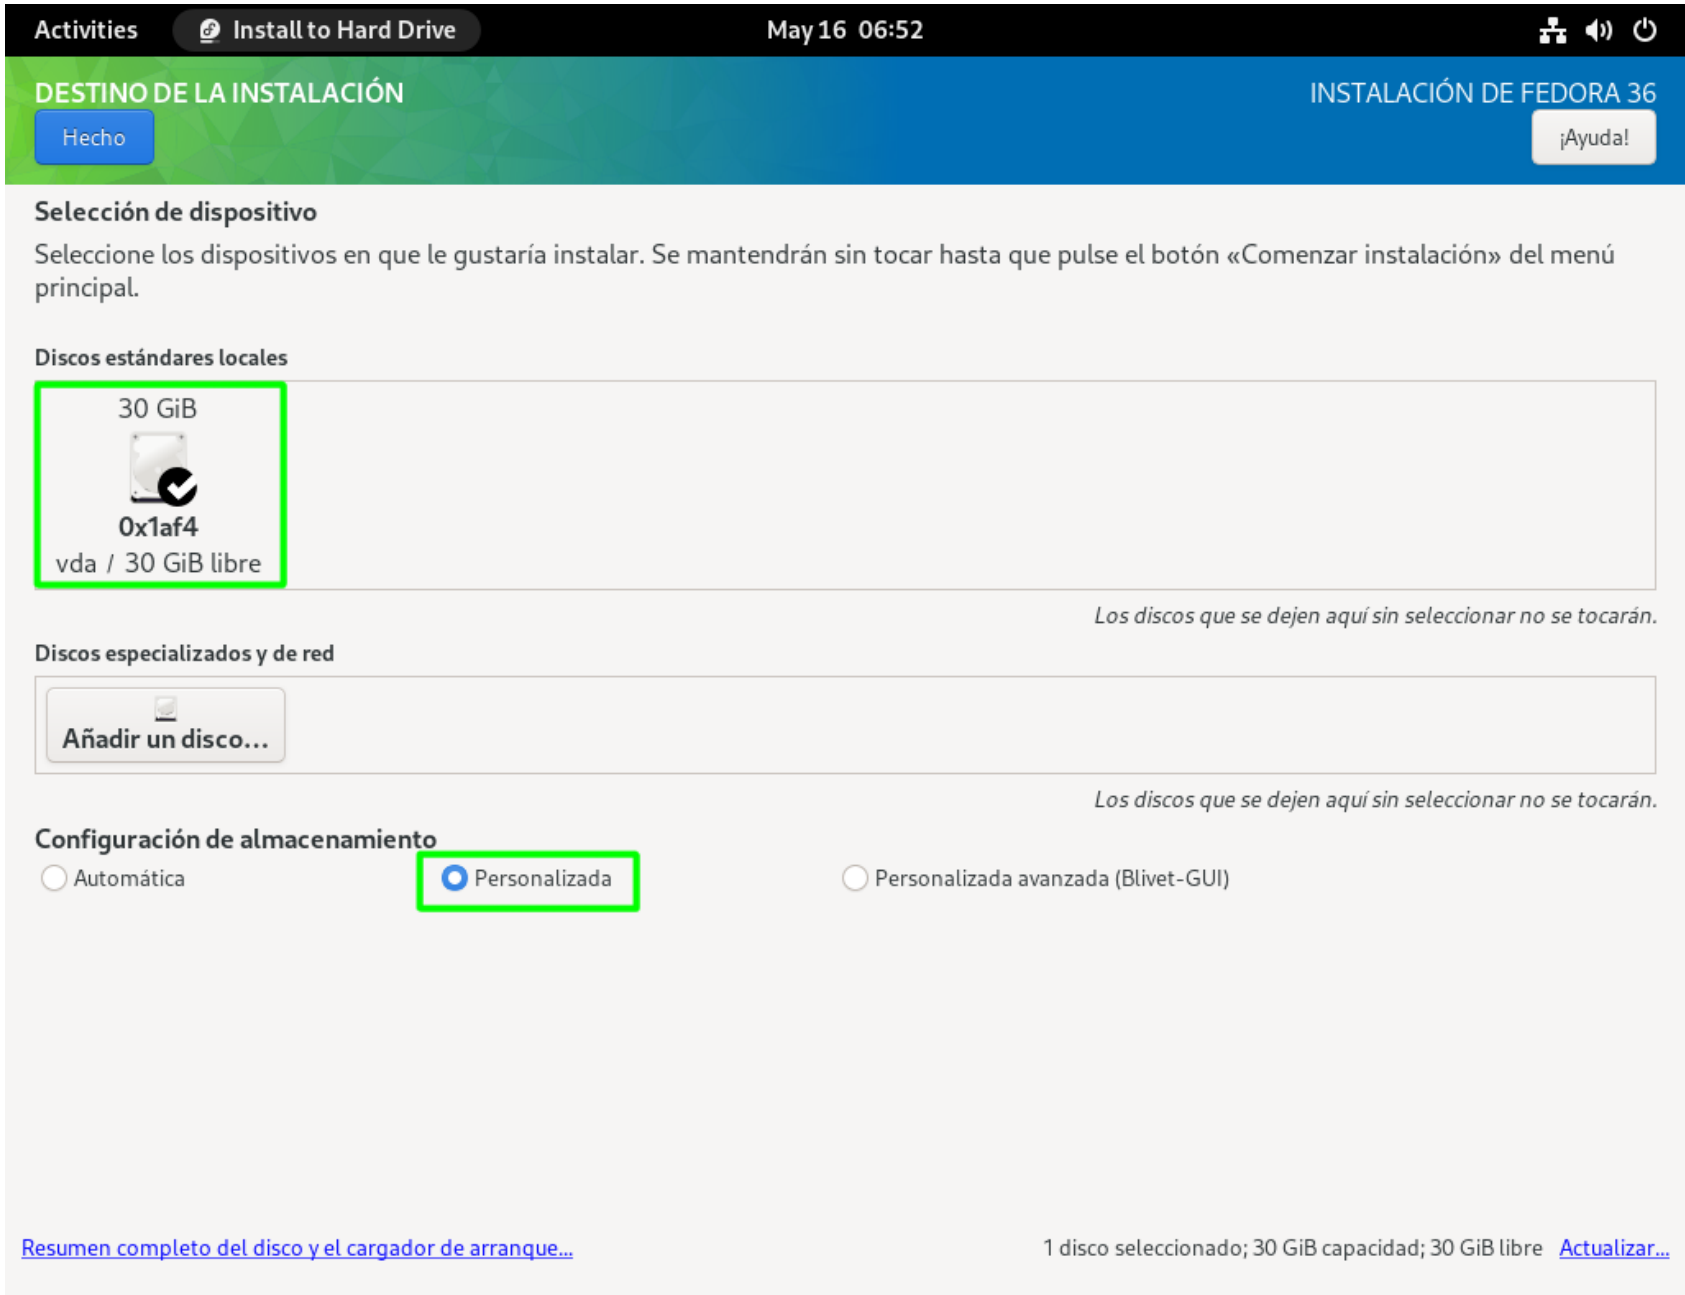 Activities Install to Hard Drive May 16 06:52
DESTINO DE LA INSTALACIÓN INSTALACIÓN DE FEDORA 36
Hecho ¡Ayuda!
Selección de dispositivo
Seleccione los dispositivos en que le gustaría instalar. Se mantendrán sin tocar hasta que pulse el botón «Comenzar instalación» del menú
principal.
Discos estándares locales
30 GiB
0x1af4
vda / 30 GiB libre
Los discos que se dejen aquí sin seleccionar no se tocarán.
Discos especializados y de red
Añadir un disco...
Los discos que se dejen aquí sin seleccionar no se tocarán.
Configuración de almacenamiento
Automática Personalizada Personalizada avanzada (Blivet-GUI)
Resumen completo del disco y el cargador de arranque... 1 disco seleccionado; 30 GiB capacidad; 30 GiB libre Actualizar...